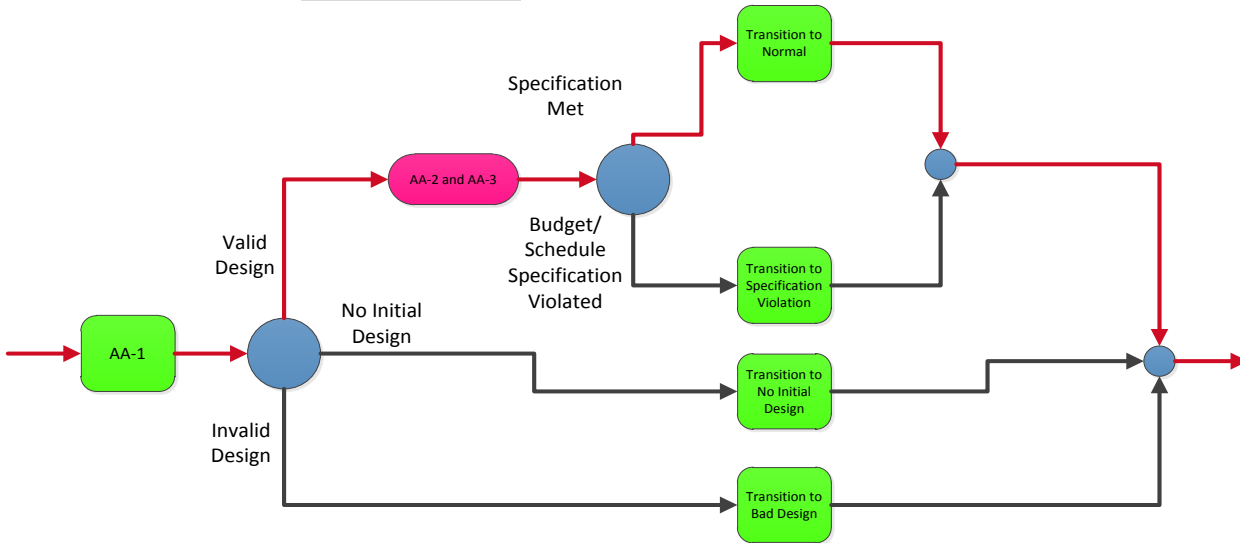 Transition to
Normal
Specification
Met
AA-2 and AA-3
Budget/
Schedule
Specification
Violated
Valid
Design
Transition to
Specification
Violation
No Initial
Design
AA-1
Transition to
No Initial
Design
Invalid
Design
Transition to
Bad Design